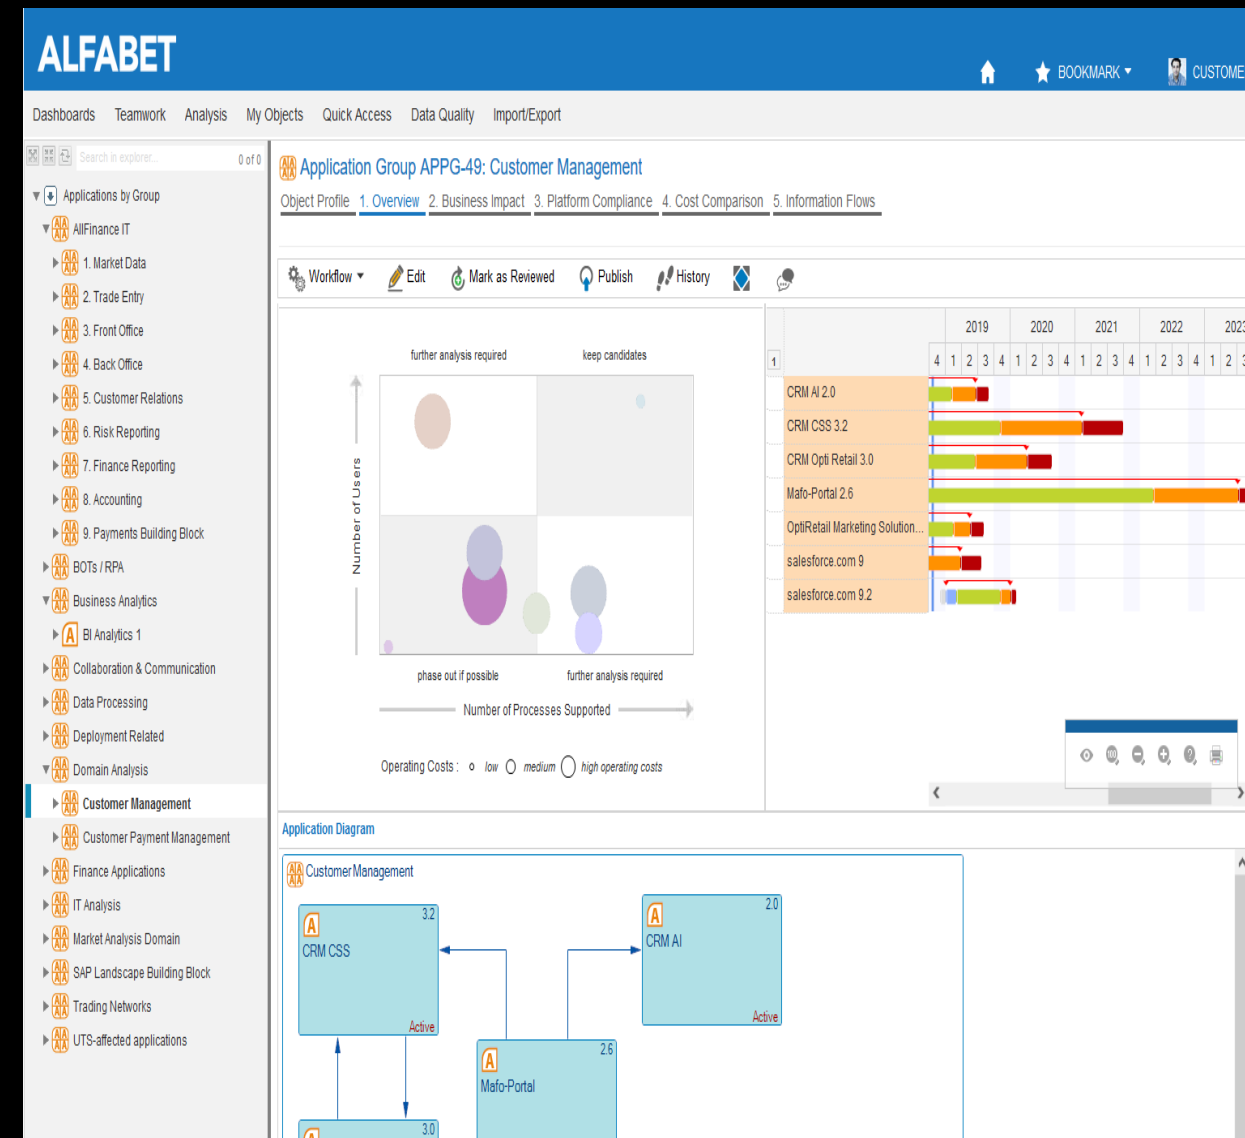 ALFABET
BOOKMARK
CUSTOME
Dashboards Teamwork Analysis My Objects Quick Access Data Quality Import/Export
Search in explorer... 0 of 0
Applications by Group
AllFinance IT
1. Market Data
2. Trade Entry
3. Front Office
4. Back Office
5. Customer Relations
6. Risk Reporting
7. Finance Reporting
8. Accounting
9. Payments Building Block
BOTs / RPA
Business Analytics
BI Analytics 1
Collaboration & Communication
Data Processing
Deployment Related
Domain Analysis
Customer Management
Customer Payment Management
Finance Applications
IT Analysis
Market Analysis Domain
SAP Landscape Building Block
Trading Networks
UTS-affected applications
Application Group APPG-49: Customer Management
Object Profile 1. Overview 2. Business Impact 3. Platform Compliance 4. Cost Comparison 5. Information Flows
Workflow Edit Mark as Reviewed Publish History
further analysis required keep candidates
Number of Users
phase out if possible further analysis required
Number of Processes Supported
Operating Costs : low medium high operating costs
2019 2020 2021 2022 2023
1 4 1 2 3 4 1 2 3 4 1 2 3 4 1 2 3 4 1 2 3
CRM AI 2.0
CRM CSS 3.2
CRM Opti Retail 3.0
Mafo-Portal 2.6
OptiRetail Marketing Solution...
salesforce.com 9
salesforce.com 9.2
100
Application Diagram
Customer Management
3.2
CRM CSS
Active
2.0
CRM AI
Active
2.6
Mafo-Portal
3.0